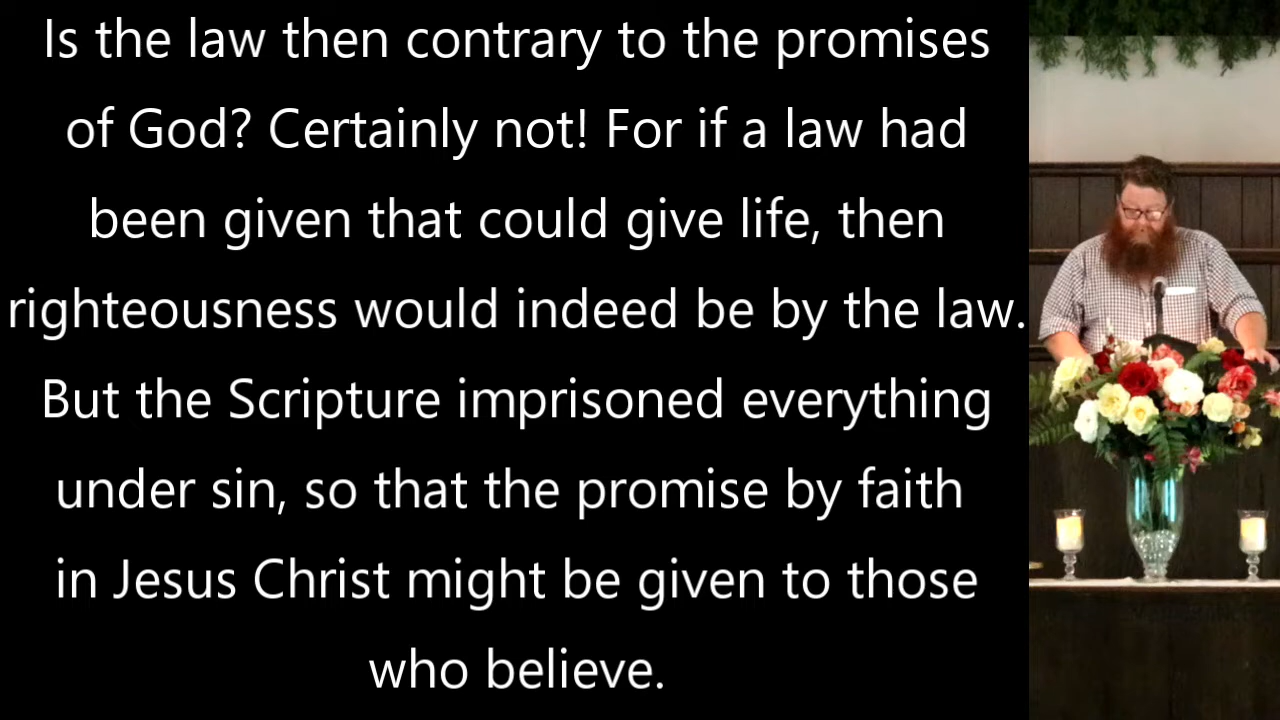 Is the law then contrary to the promises
of God? Certainly not! For if a law had
been given that could give life, then
righteousness would indeed be by the law.
But the Scripture imprisoned everything
under sin, so that the promise by faith
in Jesus Christ might be given to those
who believe.